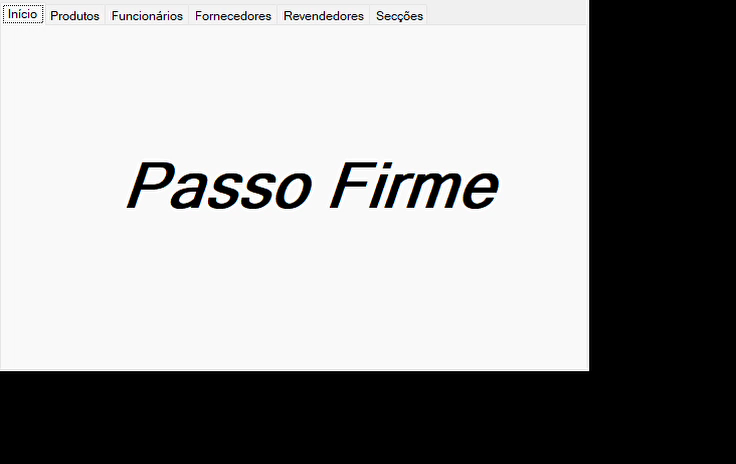 Início Produtos Funcionários Fornecedores Revendedores Secções
Passo Firme